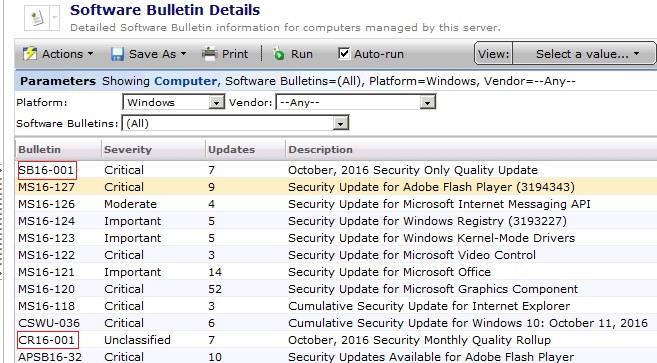 Software Bulletin Details
Detailed Software Bulletin information for computers managed by this server.
Actions Save As Print Run Auto-run View: Select a value...
Parameters Showing Computer, Software Bulletins=(All), Platform=Windows, Vendor=--Any--
Platform: Windows Vendor: --Any--
Software Bulletins: (All)
Bulletin Severity Updates Description
SB16-001 Critical 7 October, 2016 Security Only Quality Update
MS16-127 Critical 9 Security Update for Adobe Flash Player (3194343)
MS16-126 Moderate 4 Security Update for Microsoft Internet Messaging API
MS16-124 Important 5 Security Update for Windows Registry (3193227)
MS16-123 Important 5 Security Update for Windows Kernel-Mode Drivers
MS16-122 Critical 3 Security Update for Microsoft Video Control
MS16-121 Important 14 Security Update for Microsoft Office
MS16-120 Critical 52 Security Update for Microsoft Graphics Component
MS16-118 Critical 3 Cumulative Security Update for Internet Explorer
CSWU-036 Critical 6 Cumulative Security Update for Windows 10: October 11, 2016
CR16-001 Unclassified 7 October, 2016 Security Monthly Quality Rollup
APSB16-32 Critical 10 Security Updates Available for Adobe Flash Player